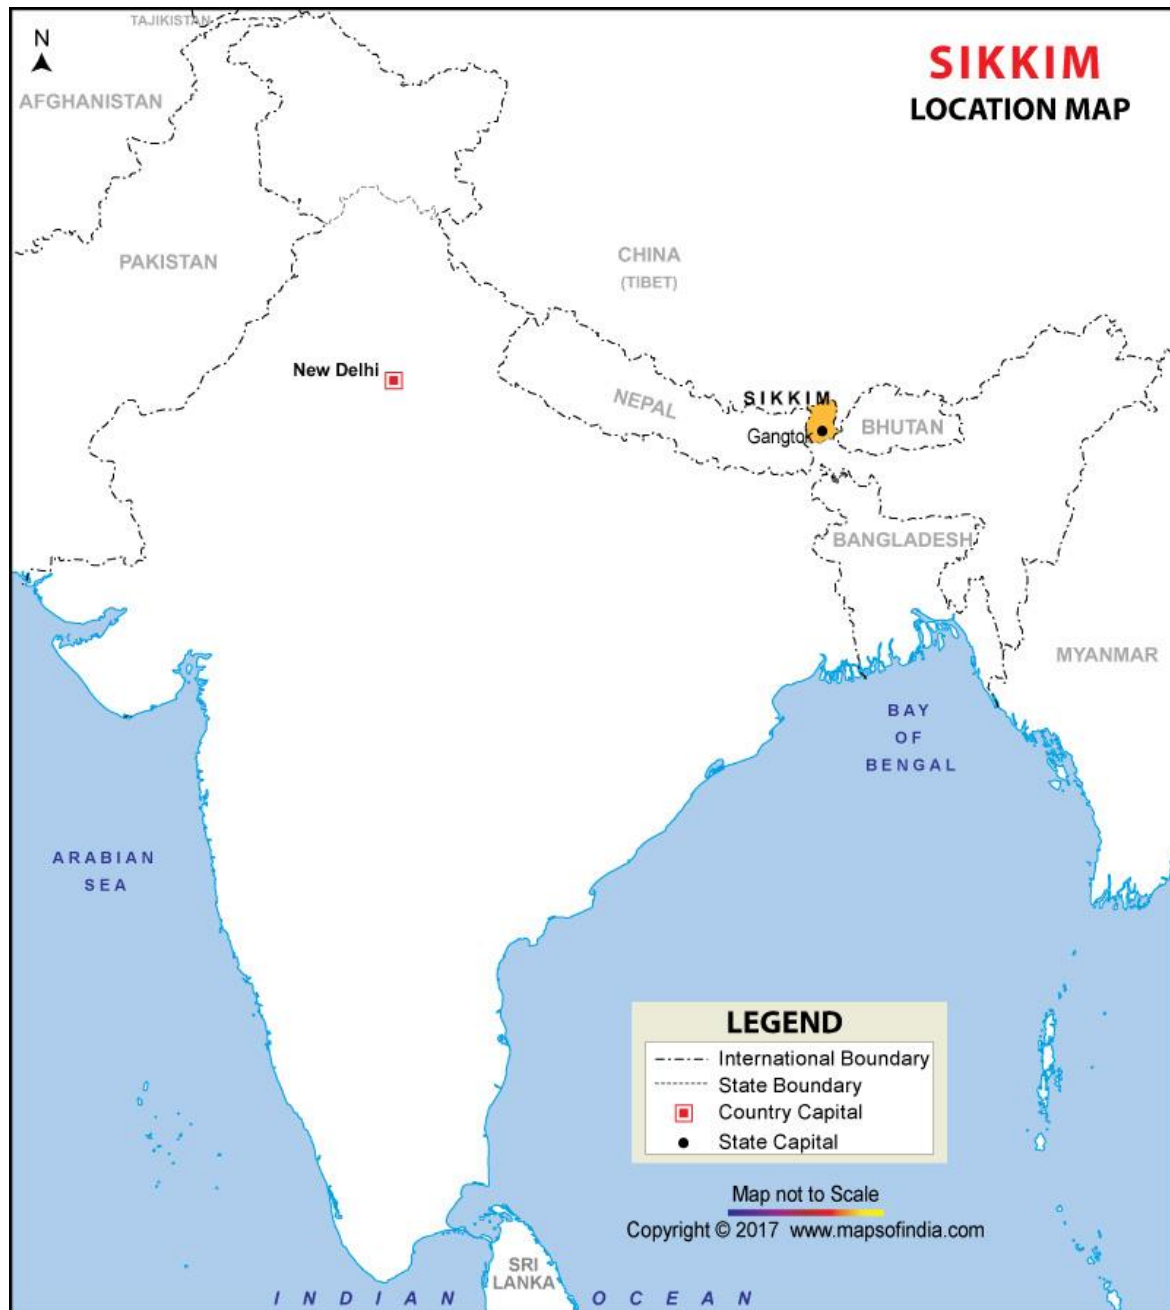 TAJIKISTAN
N
SIKKIM
LOCATION MAP
AFGHANISTAN
PAKISTAN
CHINA
(TIBET)
New Delhi
NEPAL
SIKKIM
Gangtok
BHUTAN
BANGLADESH
MYANMAR
BAY
OF
BENGAL
ARABIAN
SEA
LEGEND
International Boundary
State Boundary
Country Capital
State Capital
Map not to Scale
Copyright © 2017 www.mapsofindia.com
SRI
LANKA
INDIAN OCEAN